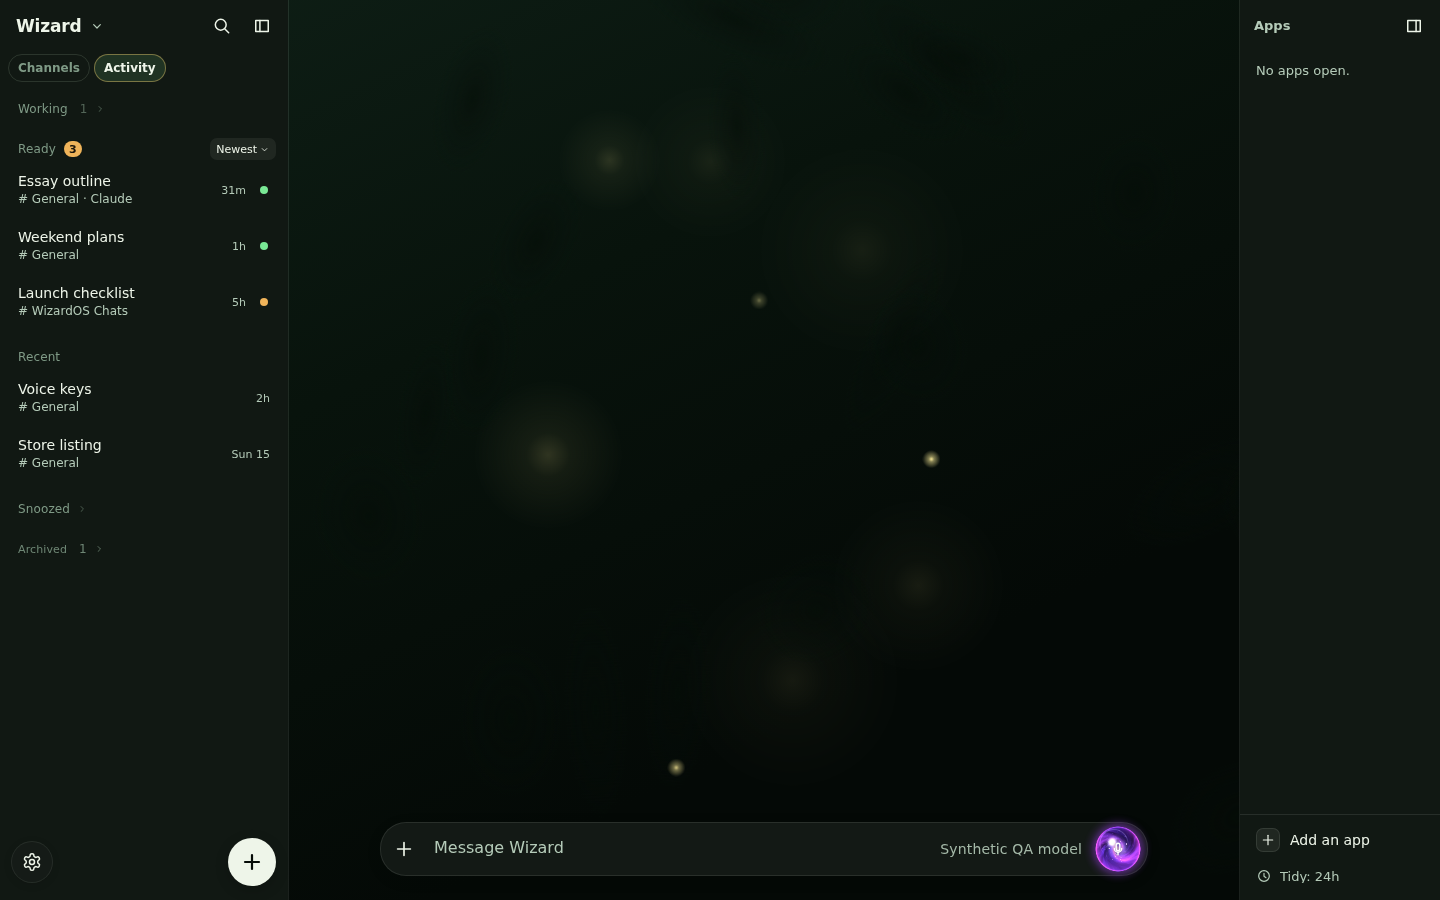 Wizard
Channels Activity
Working 1
Ready 3 Newest
Essay outline
# General · Claude
31m
Weekend plans
# General
1h
Launch checklist
# WizardOS Chats
5h
Recent
Voice keys
# General
2h
Store listing
# General
Sun 15
Snoozed
Archived 1
Message Wizard
Synthetic QA model
Apps
No apps open.
Add an app
Tidy: 24h